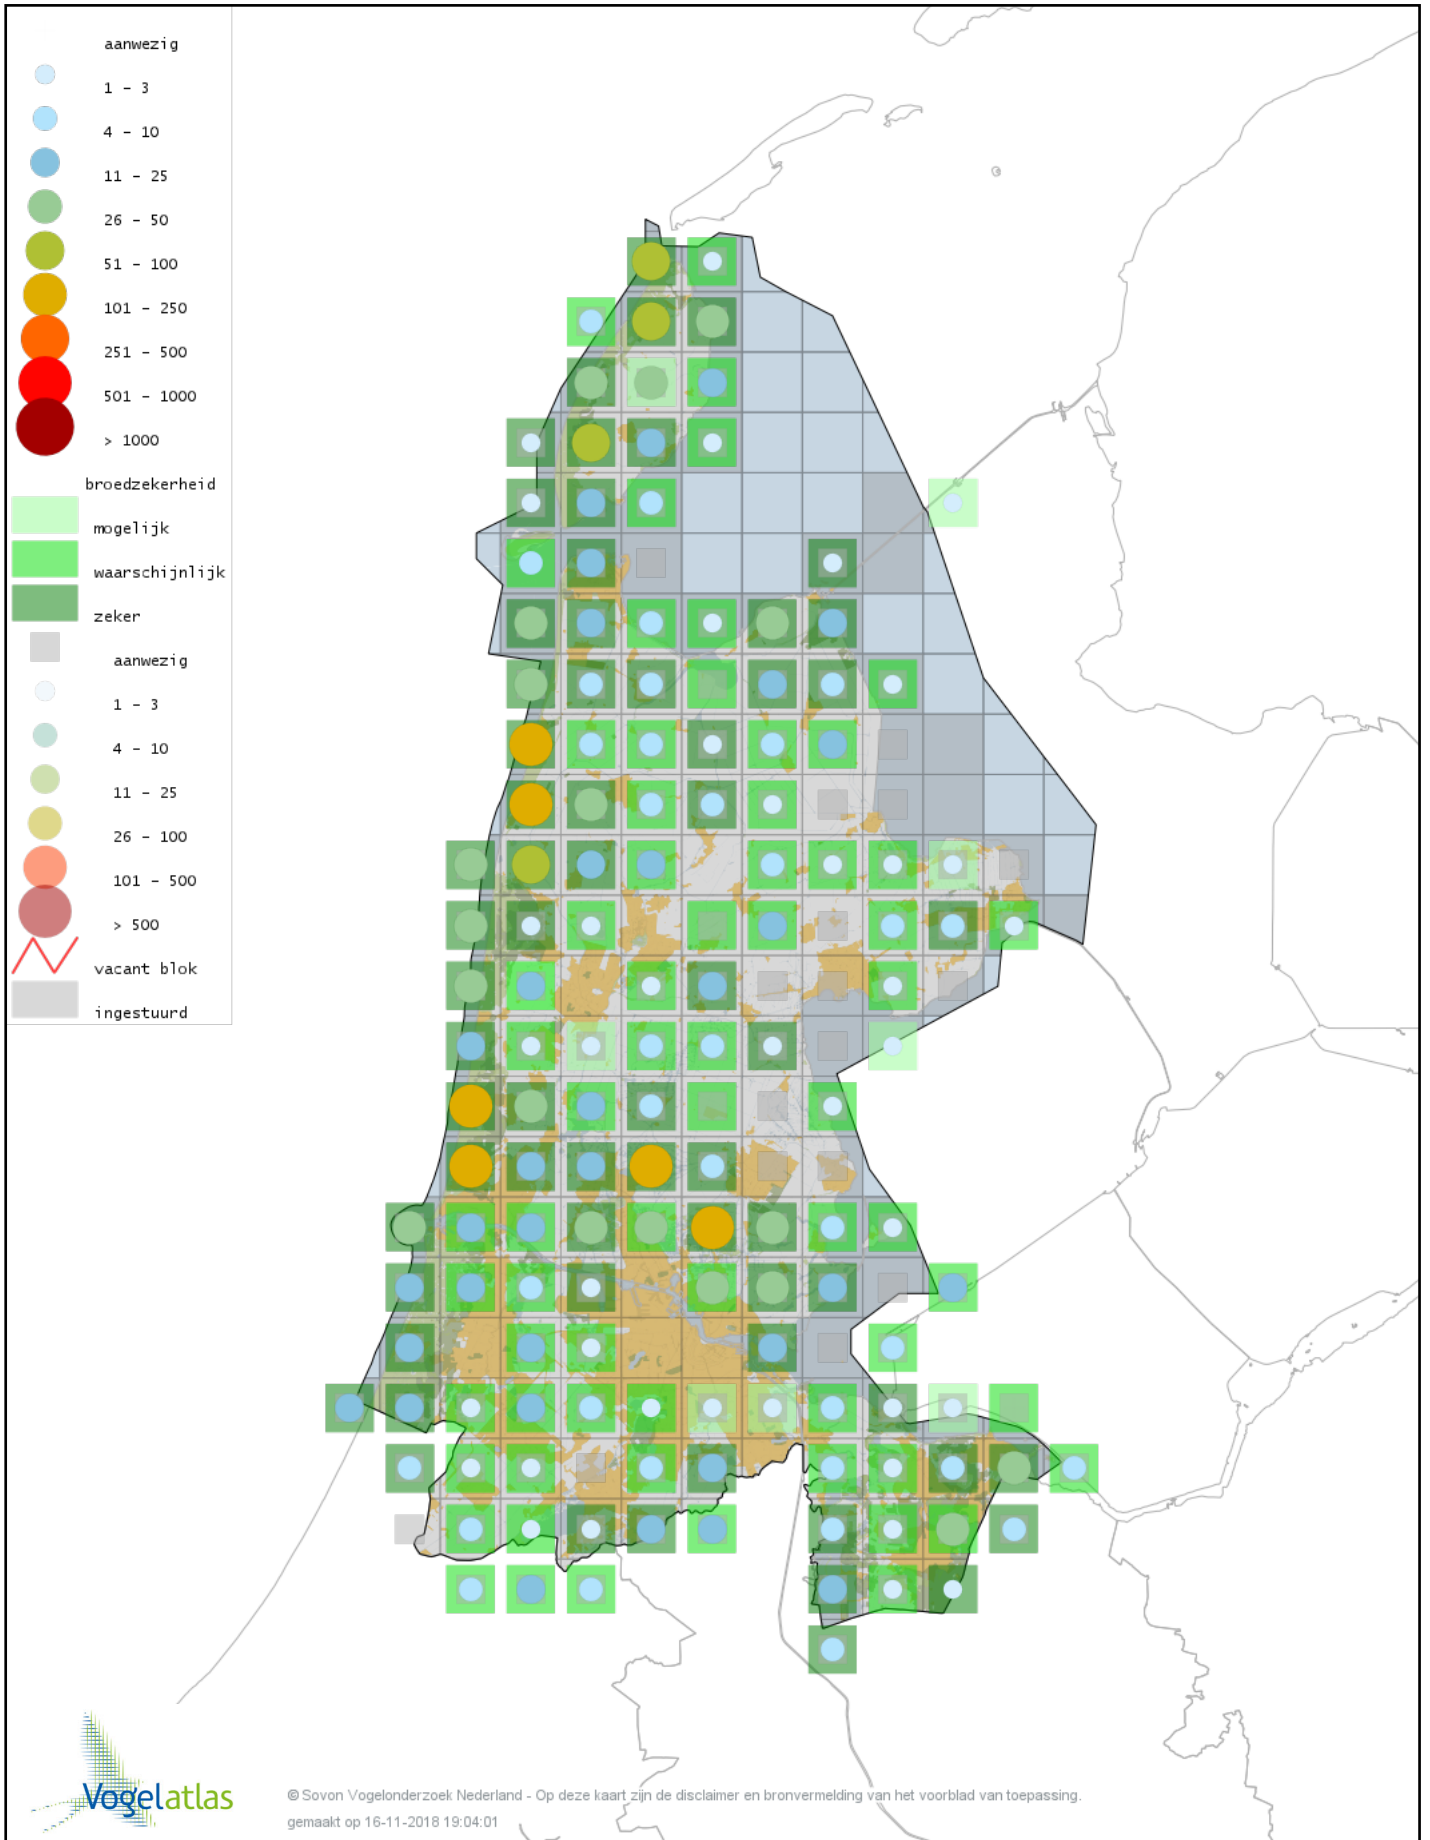 aanwezig
1 - 3
4 - 10
11 - 25
26 - 50
51 - 100
101 - 250
251 - 500
501 - 1000
> 1000
broedzekerheid
mogelijk
waarschijnlijk
zeker
aanwezig
1 - 3
4 - 10
11 - 25
26 - 100
101 - 500
> 500
vacant blok
ingestuurd
Vogelatlas
© Sovon Vogelonderzoek Nederland - Op deze kaart zijn de disclaimer en bronvermelding van het voorblad van toepassing.
gemaakt op 16-11-2018 19:04:01